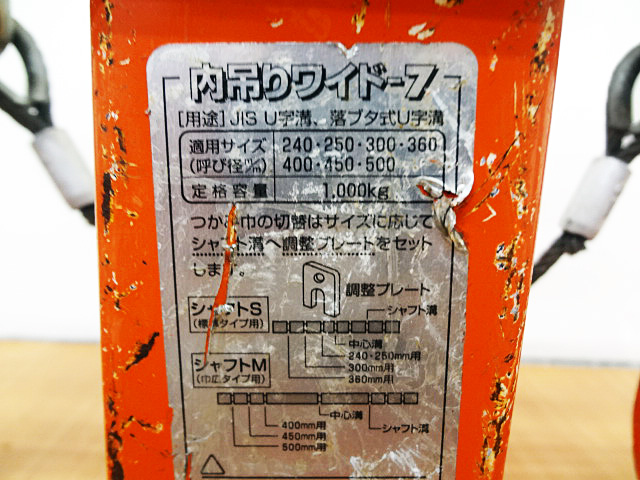 内吊りワイド-7
[用途]JIS U字溝、落ブタ式U字溝
適用サイズ 240・250・300・360
(呼び径㎜) 400・450・500
定格容量 1,000kg
つかみ巾の切替はサイズに応じて
シャフト溝へ調整プレートをセット
します。
調整プレート
シャフトS
(標準タイプ用)
シャフト溝
中心溝
240・250mm用
300mm用
360mm用
シャフトM
(巾広タイプ用)
400mm用
中心溝
450mm用
シャフト溝
500mm用